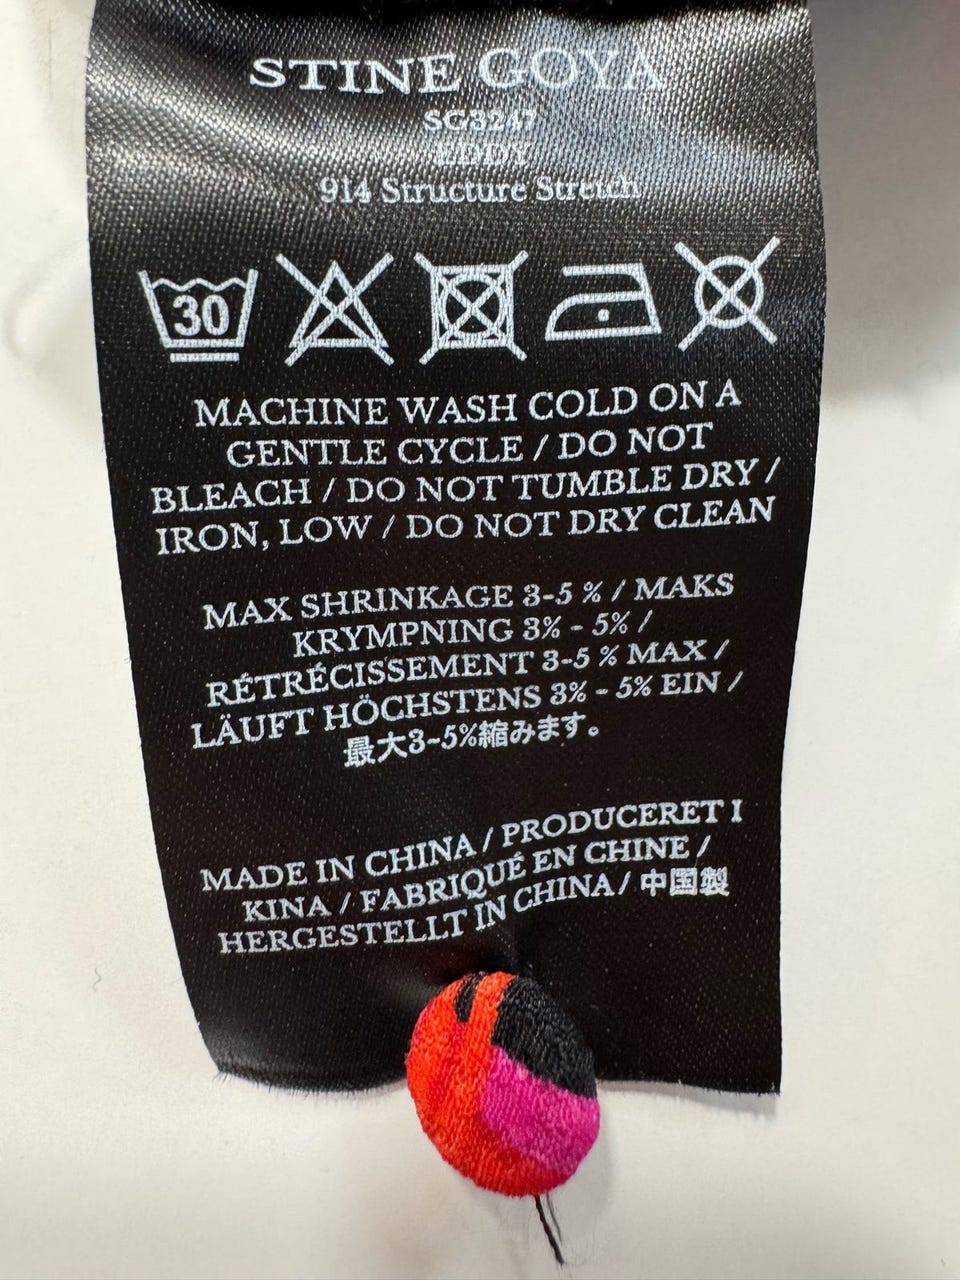 STINE GOYA
SG3247
EDDY
914 Structure Stretch
30
MACHINE WASH COLD ON A
GENTLE CYCLE / DO NOT
BLEACH / DO NOT TUMBLE DRY /
IRON, LOW / DO NOT DRY CLEAN
MAX SHRINKAGE 3-5 % / MAKS
KRYMPNING 3% - 5% /
RÉTRÉCISSEMENT 3-5 % MAX /
LÄUFT HÖCHSTENS 3% - 5% EIN /
最大3~5%縮みます。
MADE IN CHINA / PRODUCERET I
KINA / FABRIQUÉ EN CHINE /
HERGESTELLT IN CHINA / 中国製